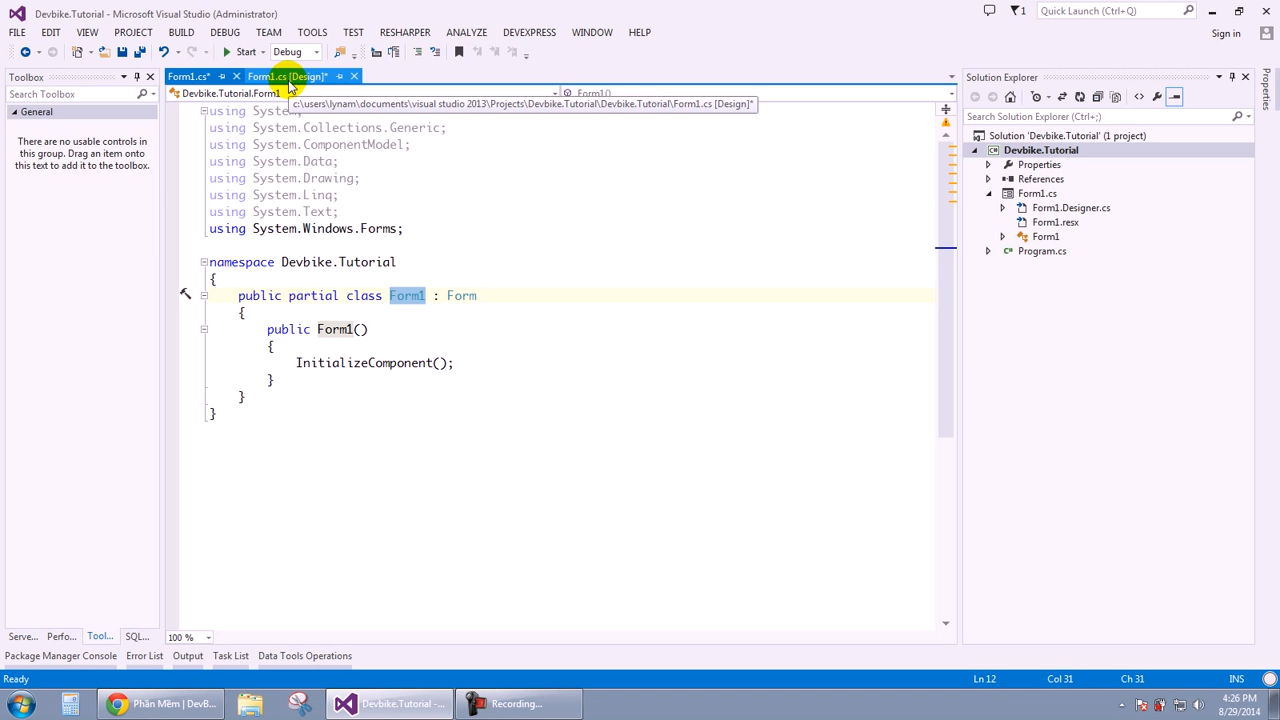 Devbike.Tutorial - Microsoft Visual Studio (Administrator)
1
Quick Launch (Ctrl+Q)
FILE EDIT VIEW PROJECT BUILD DEBUG TEAM TOOLS TEST RESHARPER ANALYZE DEVEXPRESS WINDOW HELP
Sign in
Start Debug
Toolbox
Form1.cs*
Form1.cs [Design]*
Solution Explorer
Search Toolbox
Devbike.Tutorial.Form1
Form1()
c:\users\lynam\documents\visual studio 2013\Projects\Devbike.Tutorial\Devbike.Tutorial\Form1.cs [Design]*
General
There are no usable controls in
this group. Drag an item onto
this text to add it to the toolbox.
using System;
using System.Collections.Generic;
using System.ComponentModel;
using System.Data;
using System.Drawing;
using System.Linq;
using System.Text;
using System.Windows.Forms;
namespace Devbike.Tutorial
{
public partial class Form1 : Form
{
public Form1()
{
InitializeComponent();
}
}
}
Search Solution Explorer (Ctrl+;)
Solution 'Devbike.Tutorial' (1 project)
Devbike.Tutorial
Properties
References
Form1.cs
Form1.Designer.cs
Form1.resx
Form1
Program.cs
Properties
Serve... Perfo... Tool... SQL...
100 %
Package Manager Console Error List Output Task List Data Tools Operations
Ready
Ln 12 Col 31 Ch 31 INS
Phần Mềm | DevB...
Devbike.Tutorial -...
Recording...
4:26 PM
8/29/2014